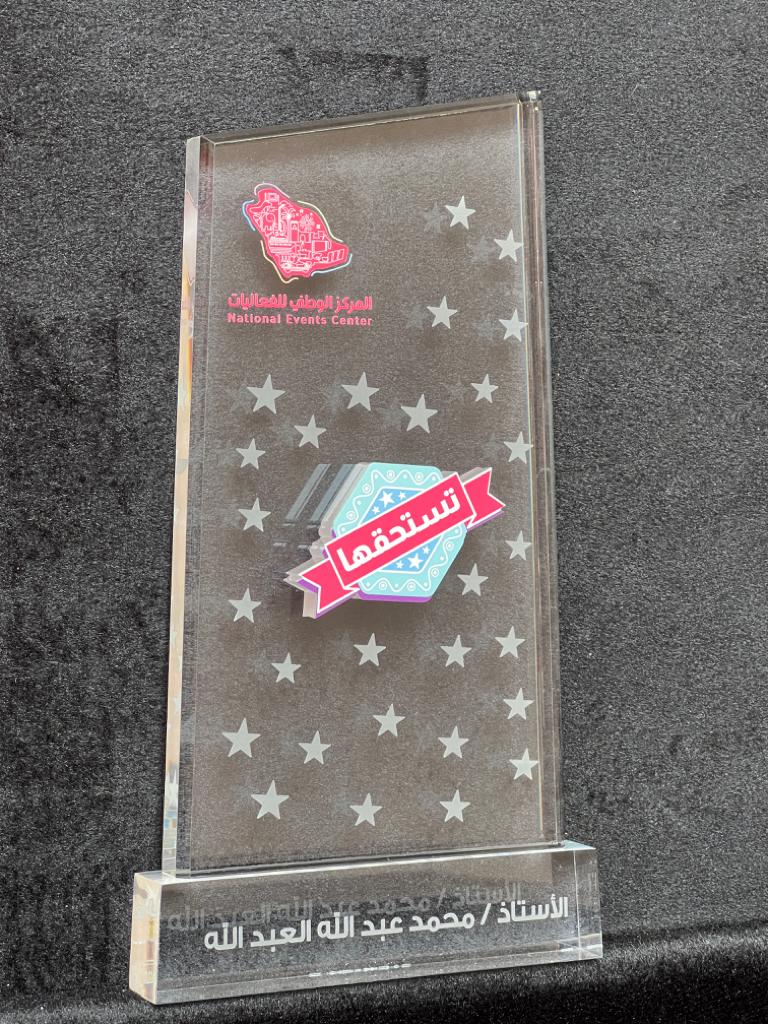 المركز الوطني للفعاليات
National Events Center
تستحقها
الأستاذ / محمد عبد الله العبد الله